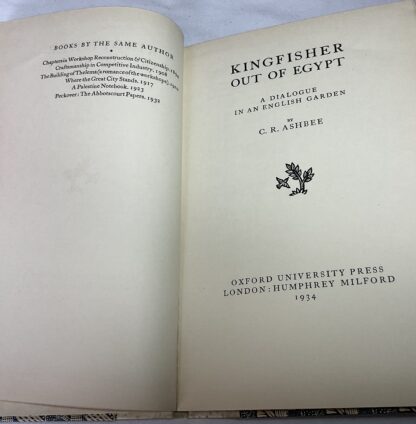 BOOKS BY THE SAME AUTHOR
Chapters in Workshop Reconstruction & Citizenship,
Craftsmanship in Competitive Industry, 1908
The Building of Thelema (a romance of the workshops),
Where the Great City Stands. 1917
A Palestine Notebook. 1923
Peckover: The Abbotscourt Papers. 1932
KINGFISHER
OUT OF EGYPT
A DIALOGUE
IN AN ENGLISH GARDEN
BY
C. R. ASHBEE
OXFORD UNIVERSITY PRESS
LONDON: HUMPHREY MILFORD
1934